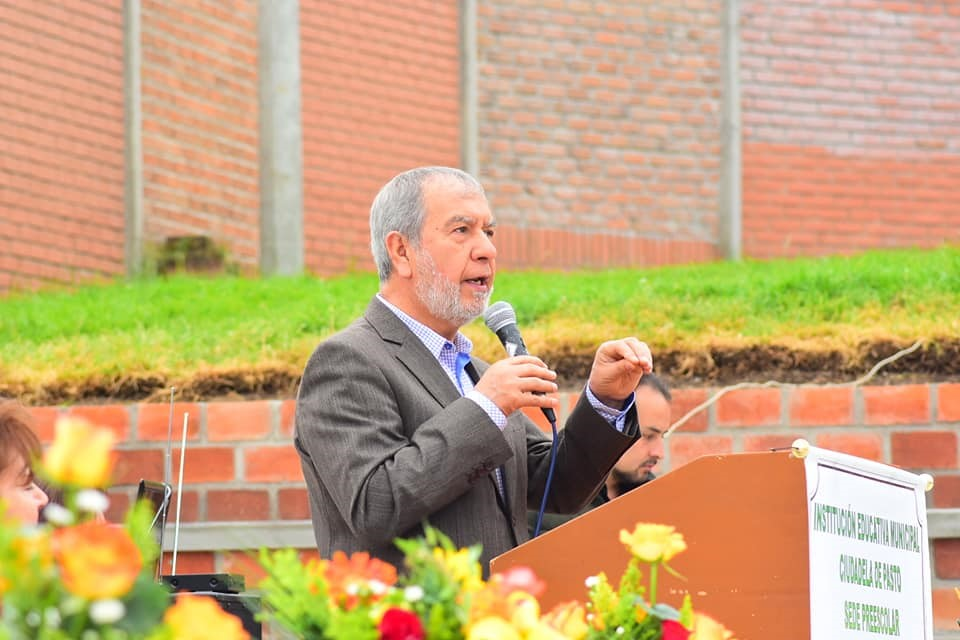 INSTITUCIÓN EDUCATIVA MUNICIPAL
CIUDADELA DE PASTO
SEDE PREESCOLAR